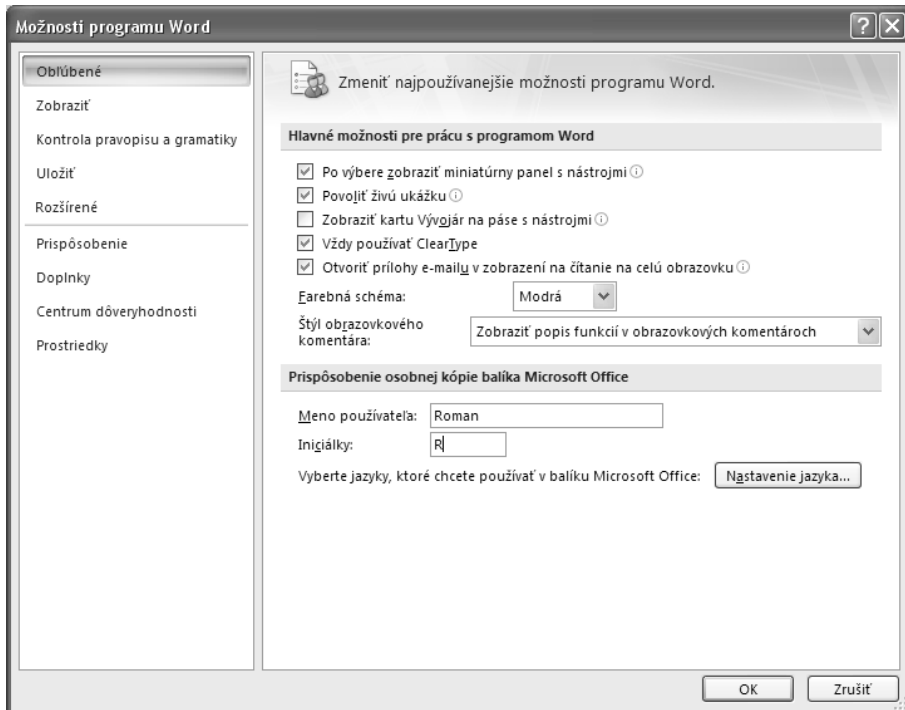 Možnosti programu Word
Obľúbené
Zobraziť
Kontrola pravopisu a gramatiky
Uložiť
Rozšírené
Prispôsobenie
Doplnky
Centrum dôveryhodnosti
Prostriedky
Zmeniť najpoužívanejšie možnosti programu Word.
Hlavné možnosti pre prácu s programom Word
Po výbere zobraziť miniatúrny panel s nástrojmi
Povoliť živú ukážku
Zobraziť kartu Vývojár na páse s nástrojmi
Vždy používať ClearType
Otvoriť prílohy e-mailu v zobrazení na čítanie na celú obrazovku
Farebná schéma: Modrá
Štýl obrazovkového
komentára: Zobraziť popis funkcií v obrazovkových komentároch
Prispôsobenie osobnej kópie balíka Microsoft Office
Meno používateľa: Roman
Iniciálky: R
Vyberte jazyky, ktoré chcete používať v balíku Microsoft Office: Nastavenie jazyka...
OK Zrušiť